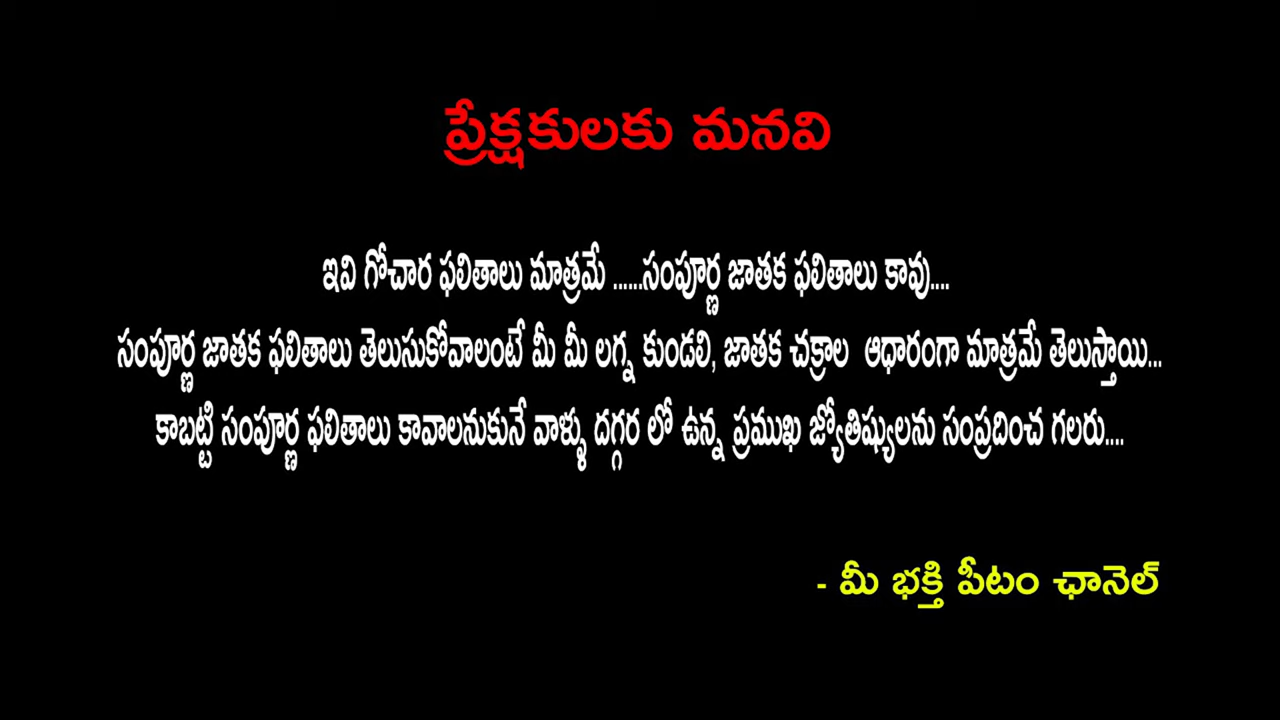 ప్రేక్షకులకు మనవి
ఇవి గోచార ఫలితాలు మాత్రమే ......సంపూర్ణ జాతక ఫలితాలు కావు....
సంపూర్ణ జాతక ఫలితాలు తెలుసుకోవాలంటే మీ మీ లగ్న కుండలి, జాతక చక్రాల ఆధారంగా మాత్రమే తెలుస్తాయి...
కాబట్టి సంపూర్ణ ఫలితాలు కావాలనుకునే వాళ్ళు దగ్గర లో ఉన్న ప్రముఖ జ్యోతిష్యులను సంప్రదించ గలరు....
- మీ భక్తి పీటం ఛానెల్